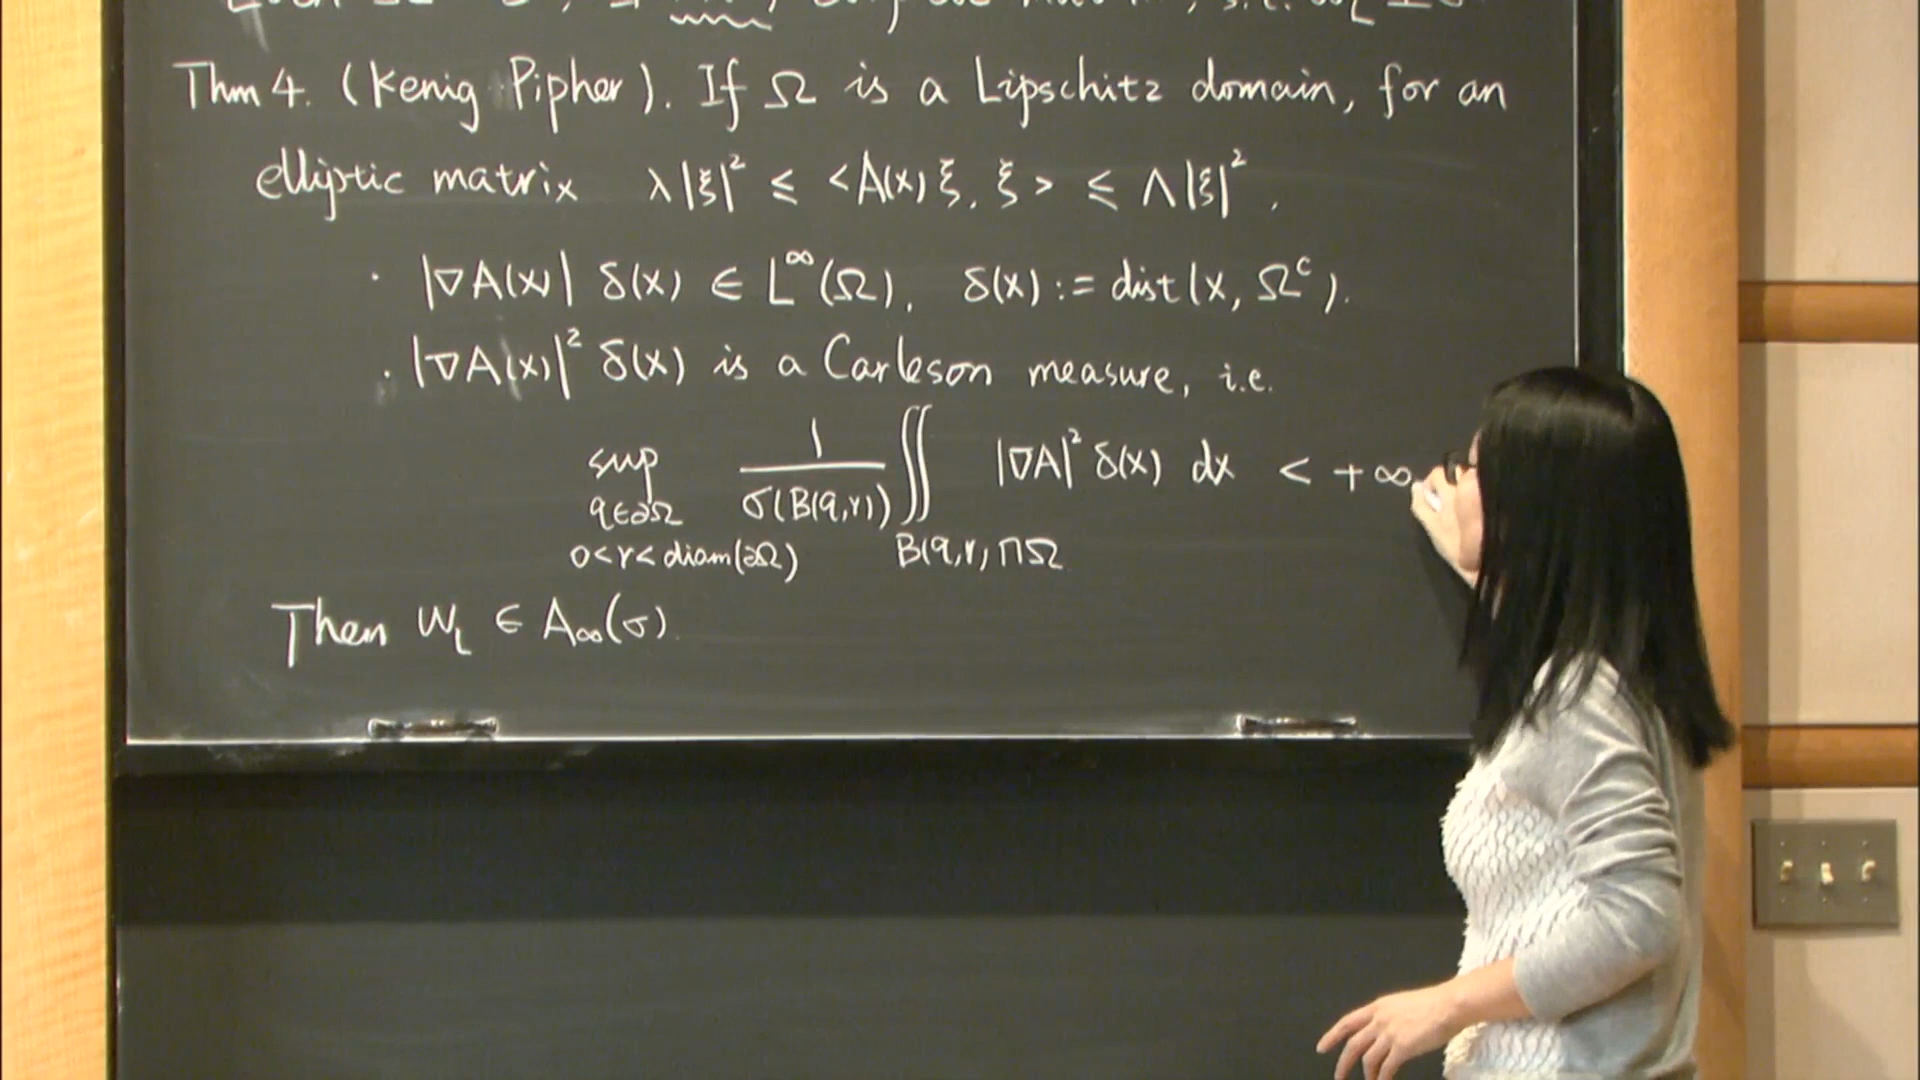 Thm 4. (Kenig Pipher). If Ω is a Lipschitz domain, for an
elliptic matrix λ|ξ|² ≤ <A(x)ξ, ξ> ≤ Λ|ξ|².
· |∇A(x)| δ(x) ∈ L^∞(Ω), δ(x) := dist(x, Ω^c).
· |∇A(x)|² δ(x) is a Carleson measure, i.e.
sup_{q∈∂Ω, 0<r<diam(∂Ω)} 1/σ(B(q,r)) ∬_{B(q,r)∩Ω} |∇A|² δ(x) dx < +∞
Then ω_L ∈ A_∞(σ).